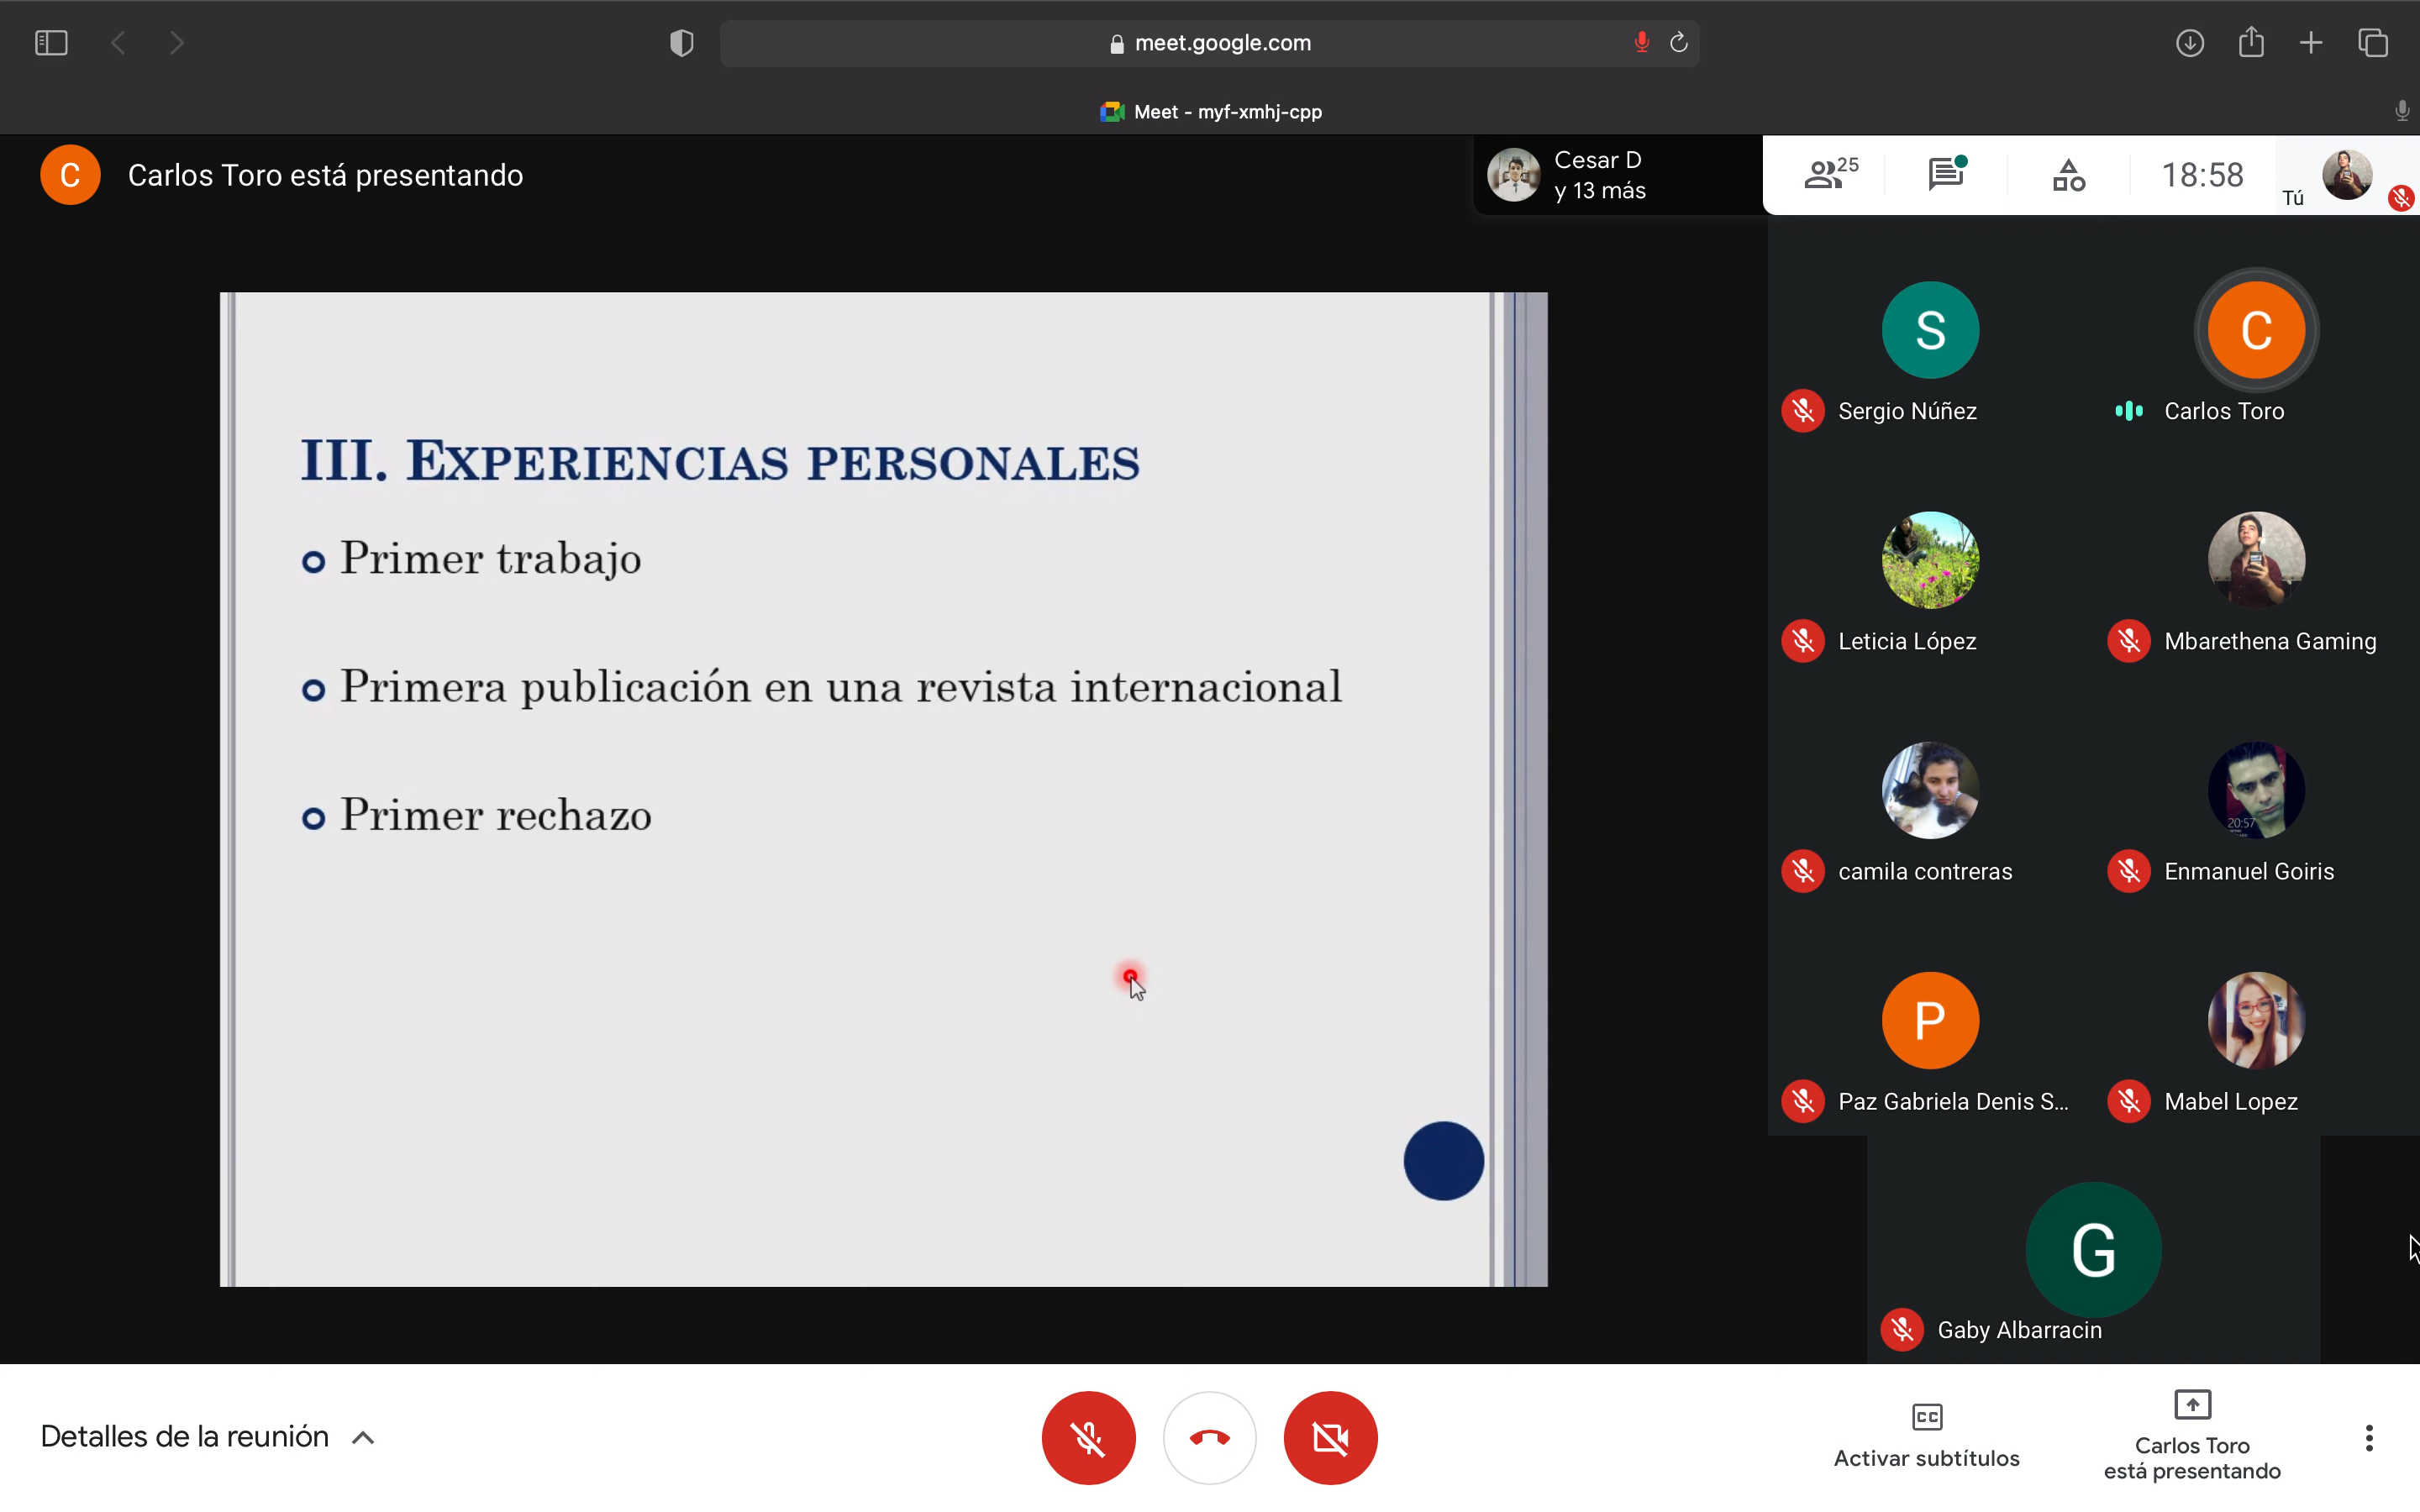 meet.google.com
Meet - myf-xmhj-cpp
C
Carlos Toro está presentando
Cesar D
y 13 más
25
18:58
Tú
III. EXPERIENCIAS PERSONALES
Primer trabajo
Primera publicación en una revista internacional
Primer rechazo
S
C
Sergio Núñez
Carlos Toro
Leticia López
Mbarethena Gaming
20:57
camila contreras
Enmanuel Goiris
P
Paz Gabriela Denis S...
Mabel Lopez
G
Gaby Albarracin
Detalles de la reunión
CC
Activar subtítulos
Carlos Toro
está presentando